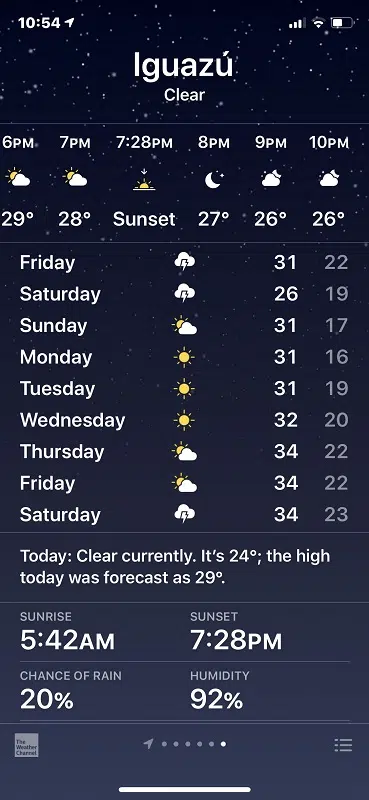 10:54
Iguazú
Clear
6PM 7PM 7:28PM 8PM 9PM 10PM
29° 28° Sunset 27° 26° 26°
Friday 31 22
Saturday 26 19
Sunday 31 17
Monday 31 16
Tuesday 31 19
Wednesday 32 20
Thursday 34 22
Friday 34 22
Saturday 34 23
Today: Clear currently. It's 24°; the high
today was forecast as 29°.
SUNRISE SUNSET
5:42AM 7:28PM
CHANCE OF RAIN HUMIDITY
20% 92%
The
Weather
Channel